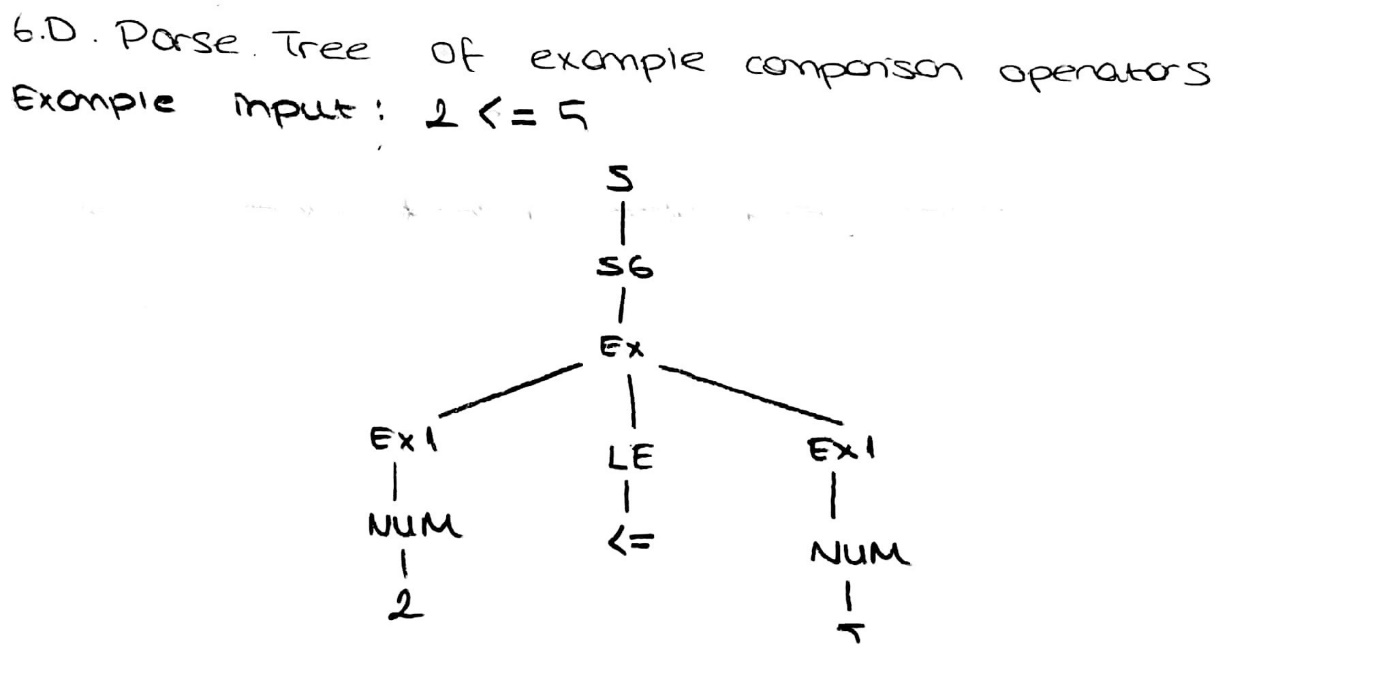 6.D. Parse Tree of example comparison operators
Example input: 2 <= 5
S
S6
Ex
Ex1 LE Ex1
NUM <= NUM
2 5